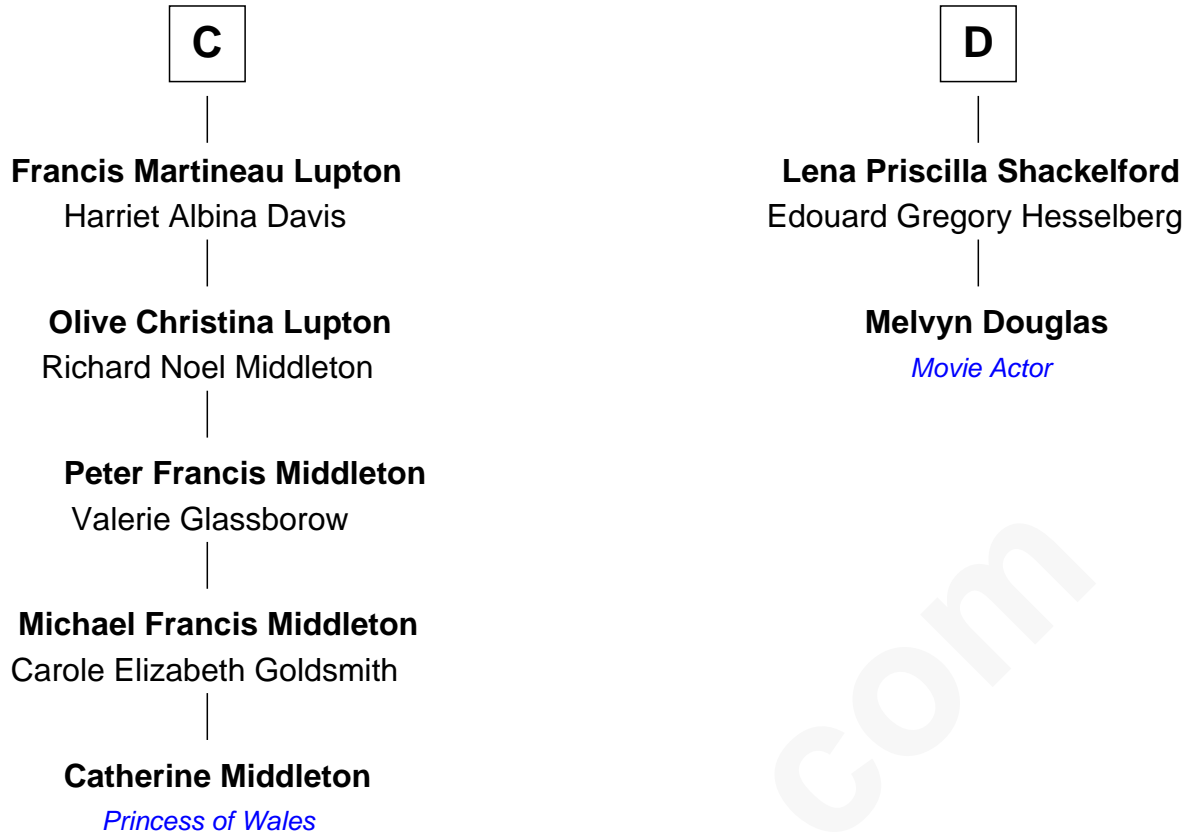 C
Francis Martineau Lupton
Harriet Albina Davis
Olive Christina Lupton
Richard Noel Middleton
Peter Francis Middleton
Valerie Glassborow
Michael Francis Middleton
Carole Elizabeth Goldsmith
Catherine Middleton
Princess of Wales
D
Lena Priscilla Shackelford
Edouard Gregory Hesselberg
Melvyn Douglas
Movie Actor
com